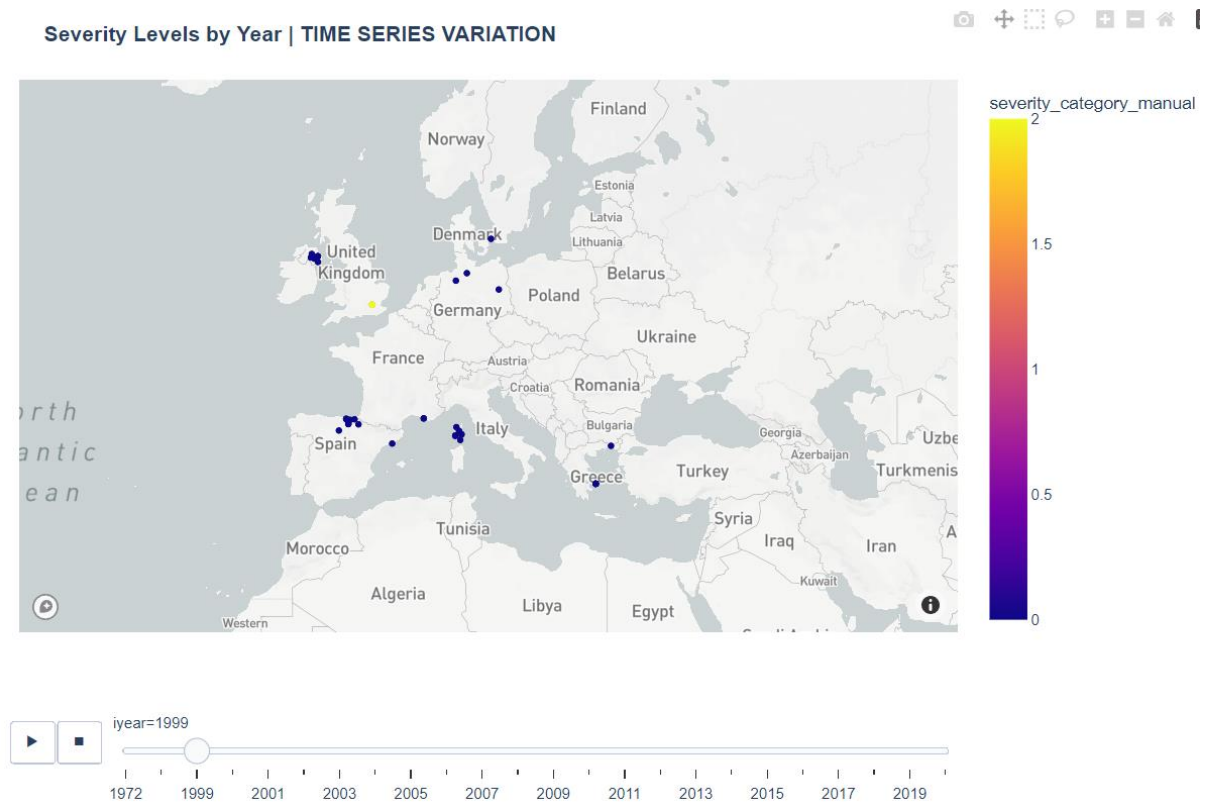 Severity Levels by Year | TIME SERIES VARIATION
severity_category_manual
2
1.5
1
0.5
0
Finland
Norway
Estonia
Latvia
Denmark
Lithuania
United
Kingdom
Belarus
Poland
Germany
Ukraine
France
Austria
Croatia
Romania
orth
antic
ean
Italy
Bulgaria
Georgia
Uzbe
Spain
Azerbaijan
Greece
Turkey
Turkmenis
Syria
Tunisia
Iraq
Iran
A
Morocco
Kuwait
Algeria
Libya
Egypt
Western
iyear=1999
1972 1999 2001 2003 2005 2007 2009 2011 2013 2015 2017 2019